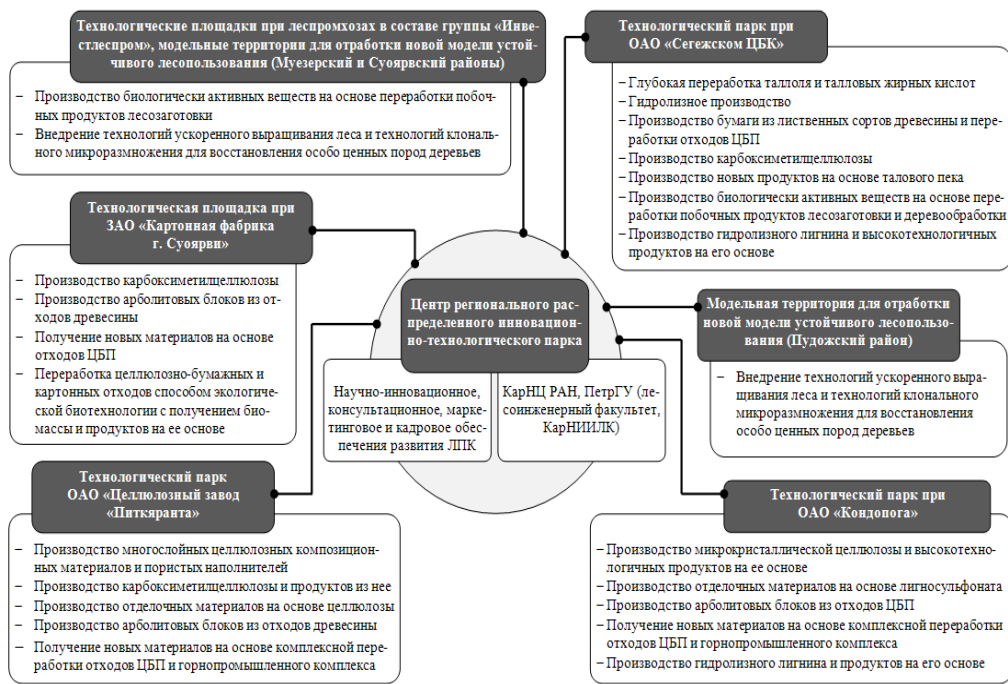 Технологические площадки при леспромхозах в составе группы «Инве-
стлеспром», модельные территории для отработки новой модели устой-
чивого лесопользования (Муезерский и Суоярвский районы)
– Производство биологически активных веществ на основе переработки побоч-
ных продуктов лесозаготовки
– Внедрение технологий ускоренного выращивания леса и технологий клональ-
ного микроразмножения для восстановления особо ценных пород деревьев
Технологический парк при
ОАО «Сегежском ЦБК»
– Глубокая переработка таллоля и талловых жирных кислот
– Гидролизное производство
– Производство бумаги из лиственных сортов древесины и пере-
работки отходов ЦБП
– Производство карбоксиметилцеллюлозы
– Производство новых продуктов на основе талового пека
– Производство биологически активных веществ на основе пере-
работки побочных продуктов лесозаготовки и деревообработки
– Производство гидролизного лигнина и высокотехнологичных
продуктов на его основе
Технологическая площадка при
ЗАО «Картонная фабрика
г. Суоярви»
– Производство карбоксиметилцеллюлозы
– Производство арболитовых блоков из от-
ходов древесины
– Получение новых материалов на основе
отходов ЦБП
– Переработка целлюлозно-бумажных и
картонных отходов способом экологиче-
ской биотехнологии с получением био-
массы и продуктов на ее основе
Центр регионального рас-
пределенного инновацион-
но-технологического парка
Научно-инновационное,
консультационное, марке-
тинговое и кадровое обес-
печения развития ЛПК
КарНЦ РАН, ПетрГУ (ле-
соинженерный факультет,
КарНИИЛК)
Модельная территория для отработки
новой модели устойчивого лесопользо-
вания (Пудожский район)
– Внедрение технологий ускоренного выра-
щивания леса и технологий клонального
микроразмножения для восстановления
особо ценных пород деревьев
Технологический парк
ОАО «Целлюлозный завод
«Питкяранта»
– Производство многослойных целлюлозных композицион-
ных материалов и пористых наполнителей
– Производство карбоксиметилцеллюлозы и продуктов из нее
– Производство отделочных материалов на основе целлюлозы
– Производство арболитовых блоков из отходов древесины
– Получение новых материалов на основе комплексной пере-
работки отходов ЦБП и горнопромышленного комплекса
Технологический парк при
ОАО «Кондопога»
– Производство микрокристаллической целлюлозы и высокотехно-
логичных продуктов на ее основе
– Производство отделочных материалов на основе лигносульфоната
– Производство арболитовых блоков из отходов ЦБП
– Получение новых материалов на основе комплексной переработки
отходов ЦБП и горнопромышленного комплекса
– Производство гидролизного лигнина и продуктов на его основе